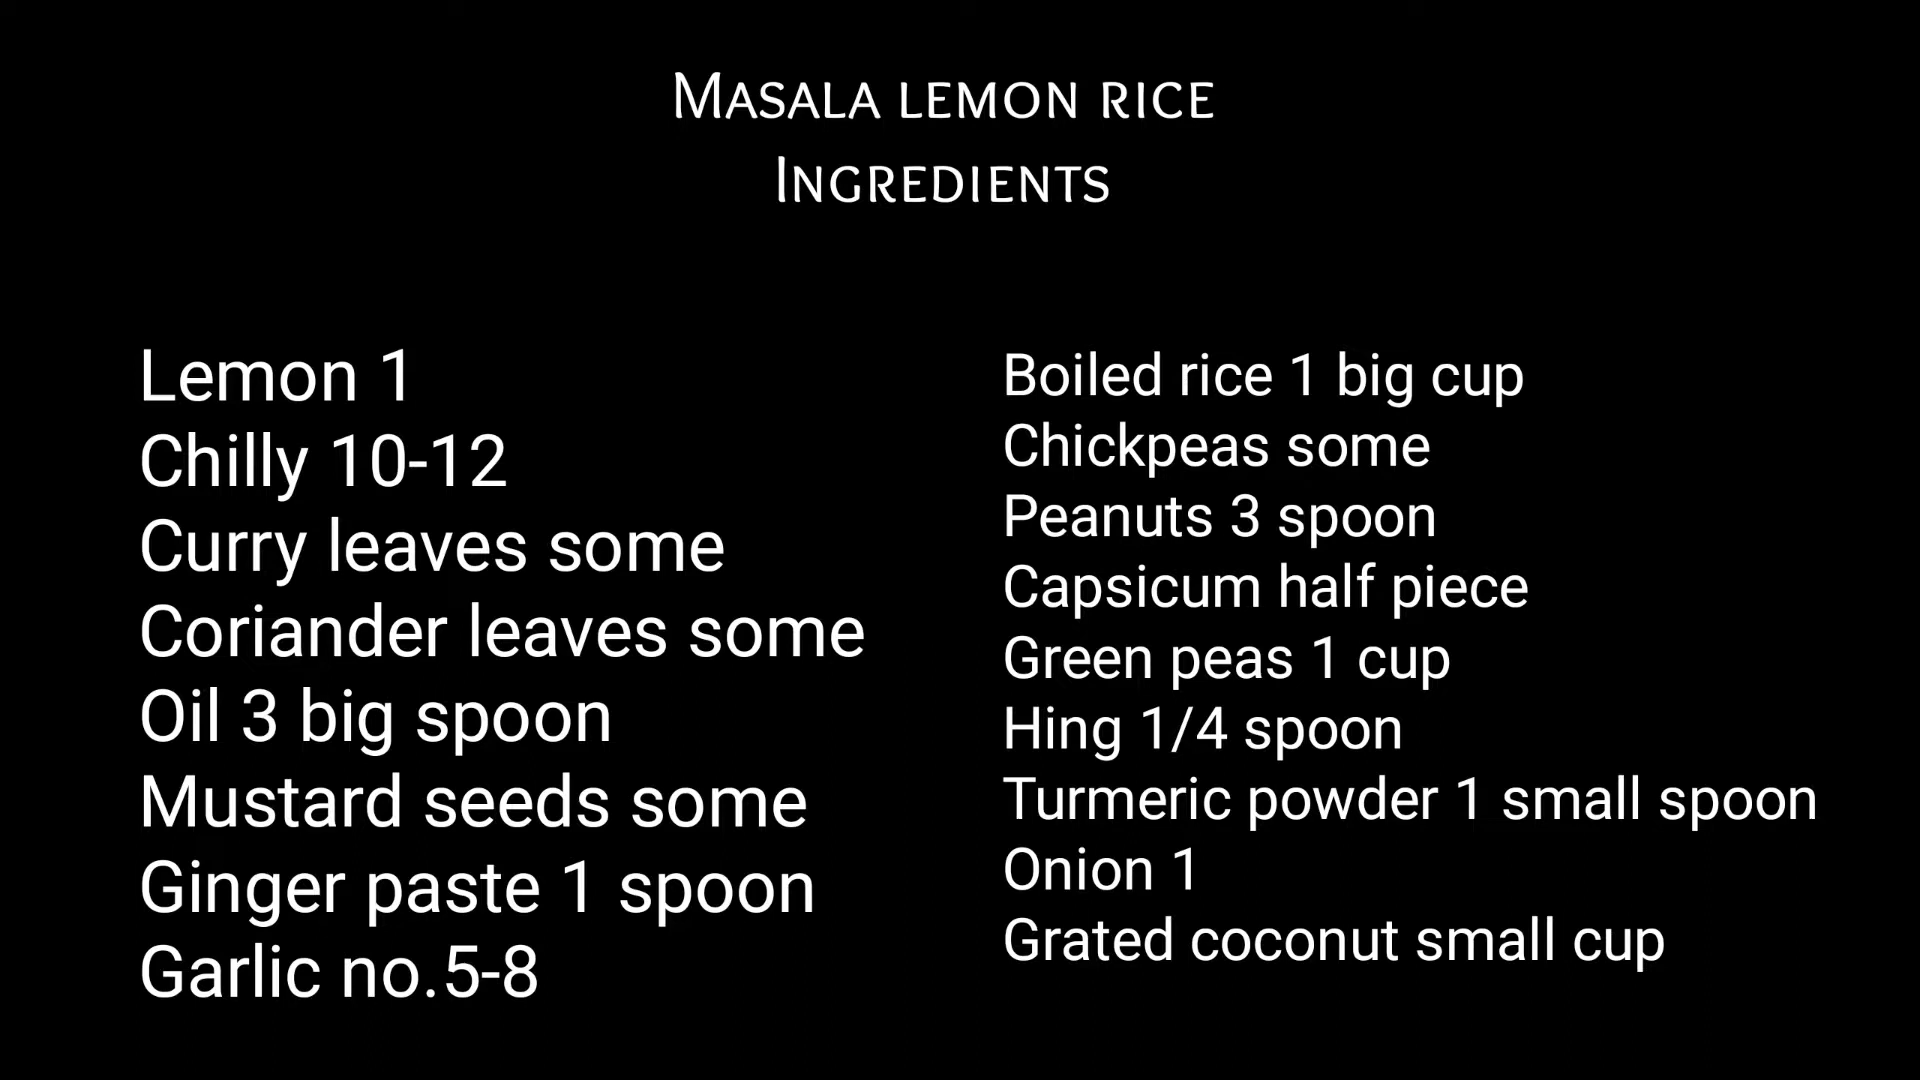 Masala lemon rice
Ingredients
Lemon 1
Chilly 10-12
Curry leaves some
Coriander leaves some
Oil 3 big spoon
Mustard seeds some
Ginger paste 1 spoon
Garlic no.5-8
Boiled rice 1 big cup
Chickpeas some
Peanuts 3 spoon
Capsicum half piece
Green peas 1 cup
Hing 1/4 spoon
Turmeric powder 1 small spoon
Onion 1
Grated coconut small cup